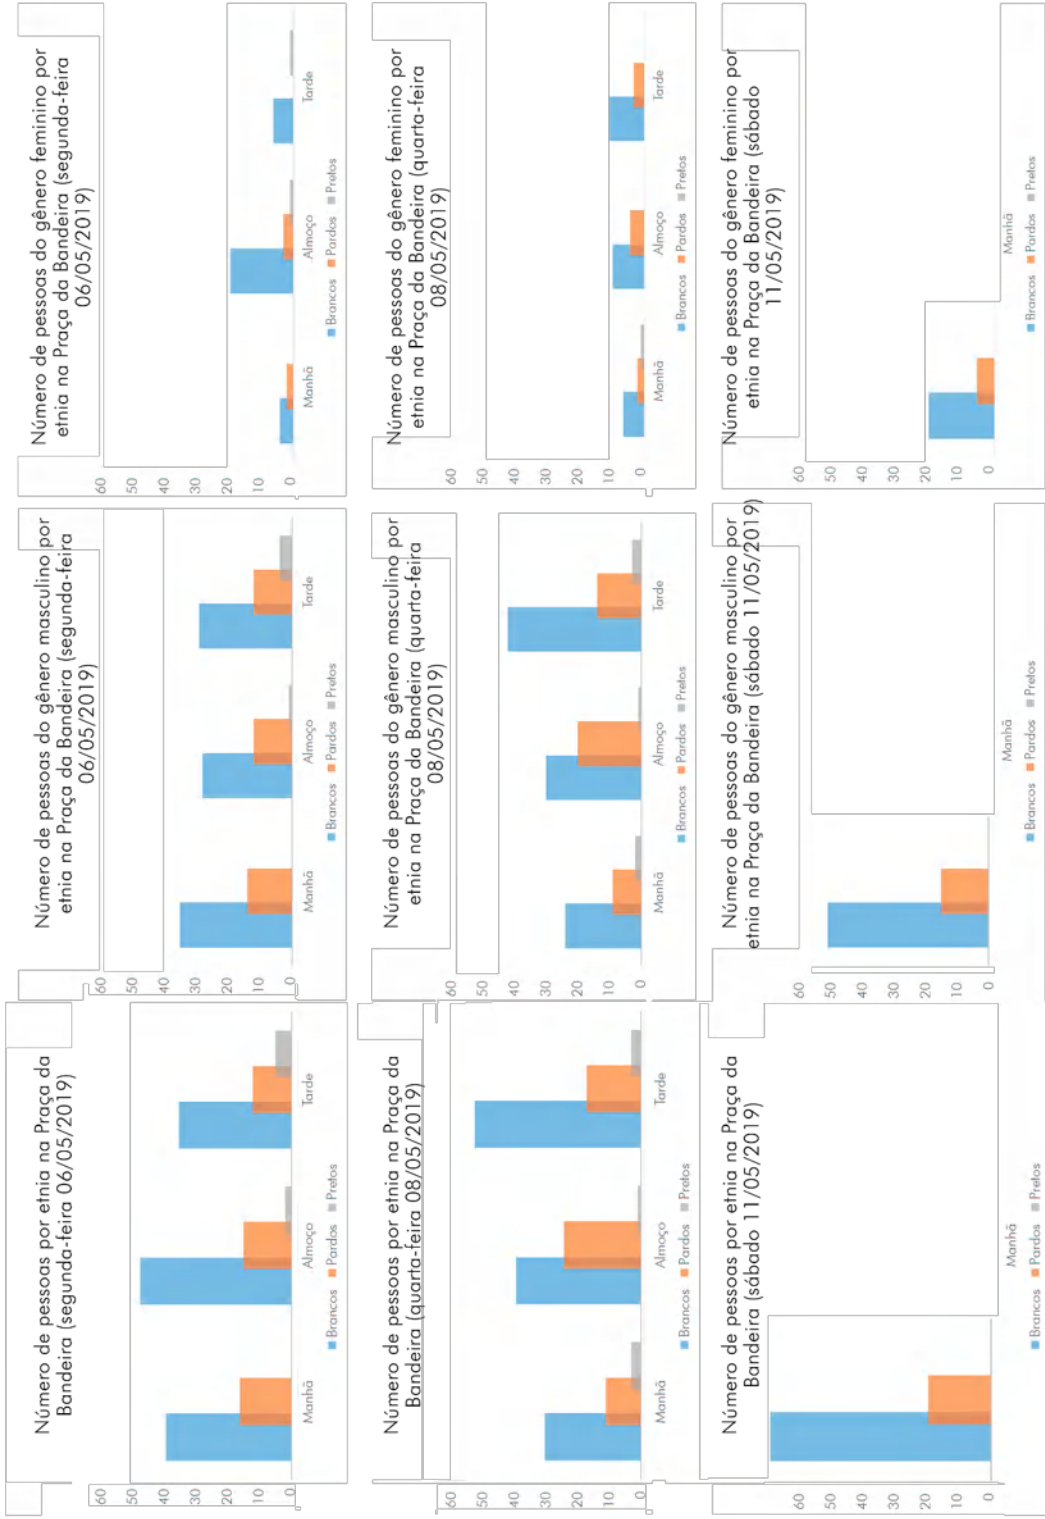 Número de pessoas por etnia na Praça da
Bandeira (segunda-feira 06/05/2019)
60
50
40
30
20
10
0
Manhã Almoço Tarde
Brancos Pardos Pretos
Número de pessoas do gênero masculino por
etnia na Praça da Bandeira (segunda-feira
06/05/2019)
60
50
40
30
20
10
0
Manhã Almoço Tarde
Brancos Pardos Pretos
Número de pessoas do gênero feminino por
etnia na Praça da Bandeira (segunda-feira
06/05/2019)
60
50
40
30
20
10
0
Manhã Almoço Tarde
Brancos Pardos Pretos
Número de pessoas por etnia na Praça da
Bandeira (quarta-feira 08/05/2019)
60
50
40
30
20
10
0
Manhã Almoço Tarde
Brancos Pardos Pretos
Número de pessoas do gênero masculino por
etnia na Praça da Bandeira (quarta-feira
08/05/2019)
60
50
40
30
20
10
0
Manhã Almoço Tarde
Brancos Pardos Pretos
Número de pessoas do gênero feminino por
etnia na Praça da Bandeira (quarta-feira
08/05/2019)
60
50
40
30
20
10
0
Manhã Almoço Tarde
Brancos Pardos Pretos
Número de pessoas por etnia na Praça da
Bandeira (sábado 11/05/2019)
60
50
40
30
20
10
0
Manhã
Brancos Pardos Pretos
Número de pessoas do gênero masculino por
etnia na Praça da Bandeira (sábado 11/05/2019)
60
50
40
30
20
10
0
Manhã
Brancos Pardos Pretos
Número de pessoas do gênero feminino por
etnia na Praça da Bandeira (sábado
11/05/2019)
60
50
40
30
20
10
0
Manhã
Brancos Pardos Pretos